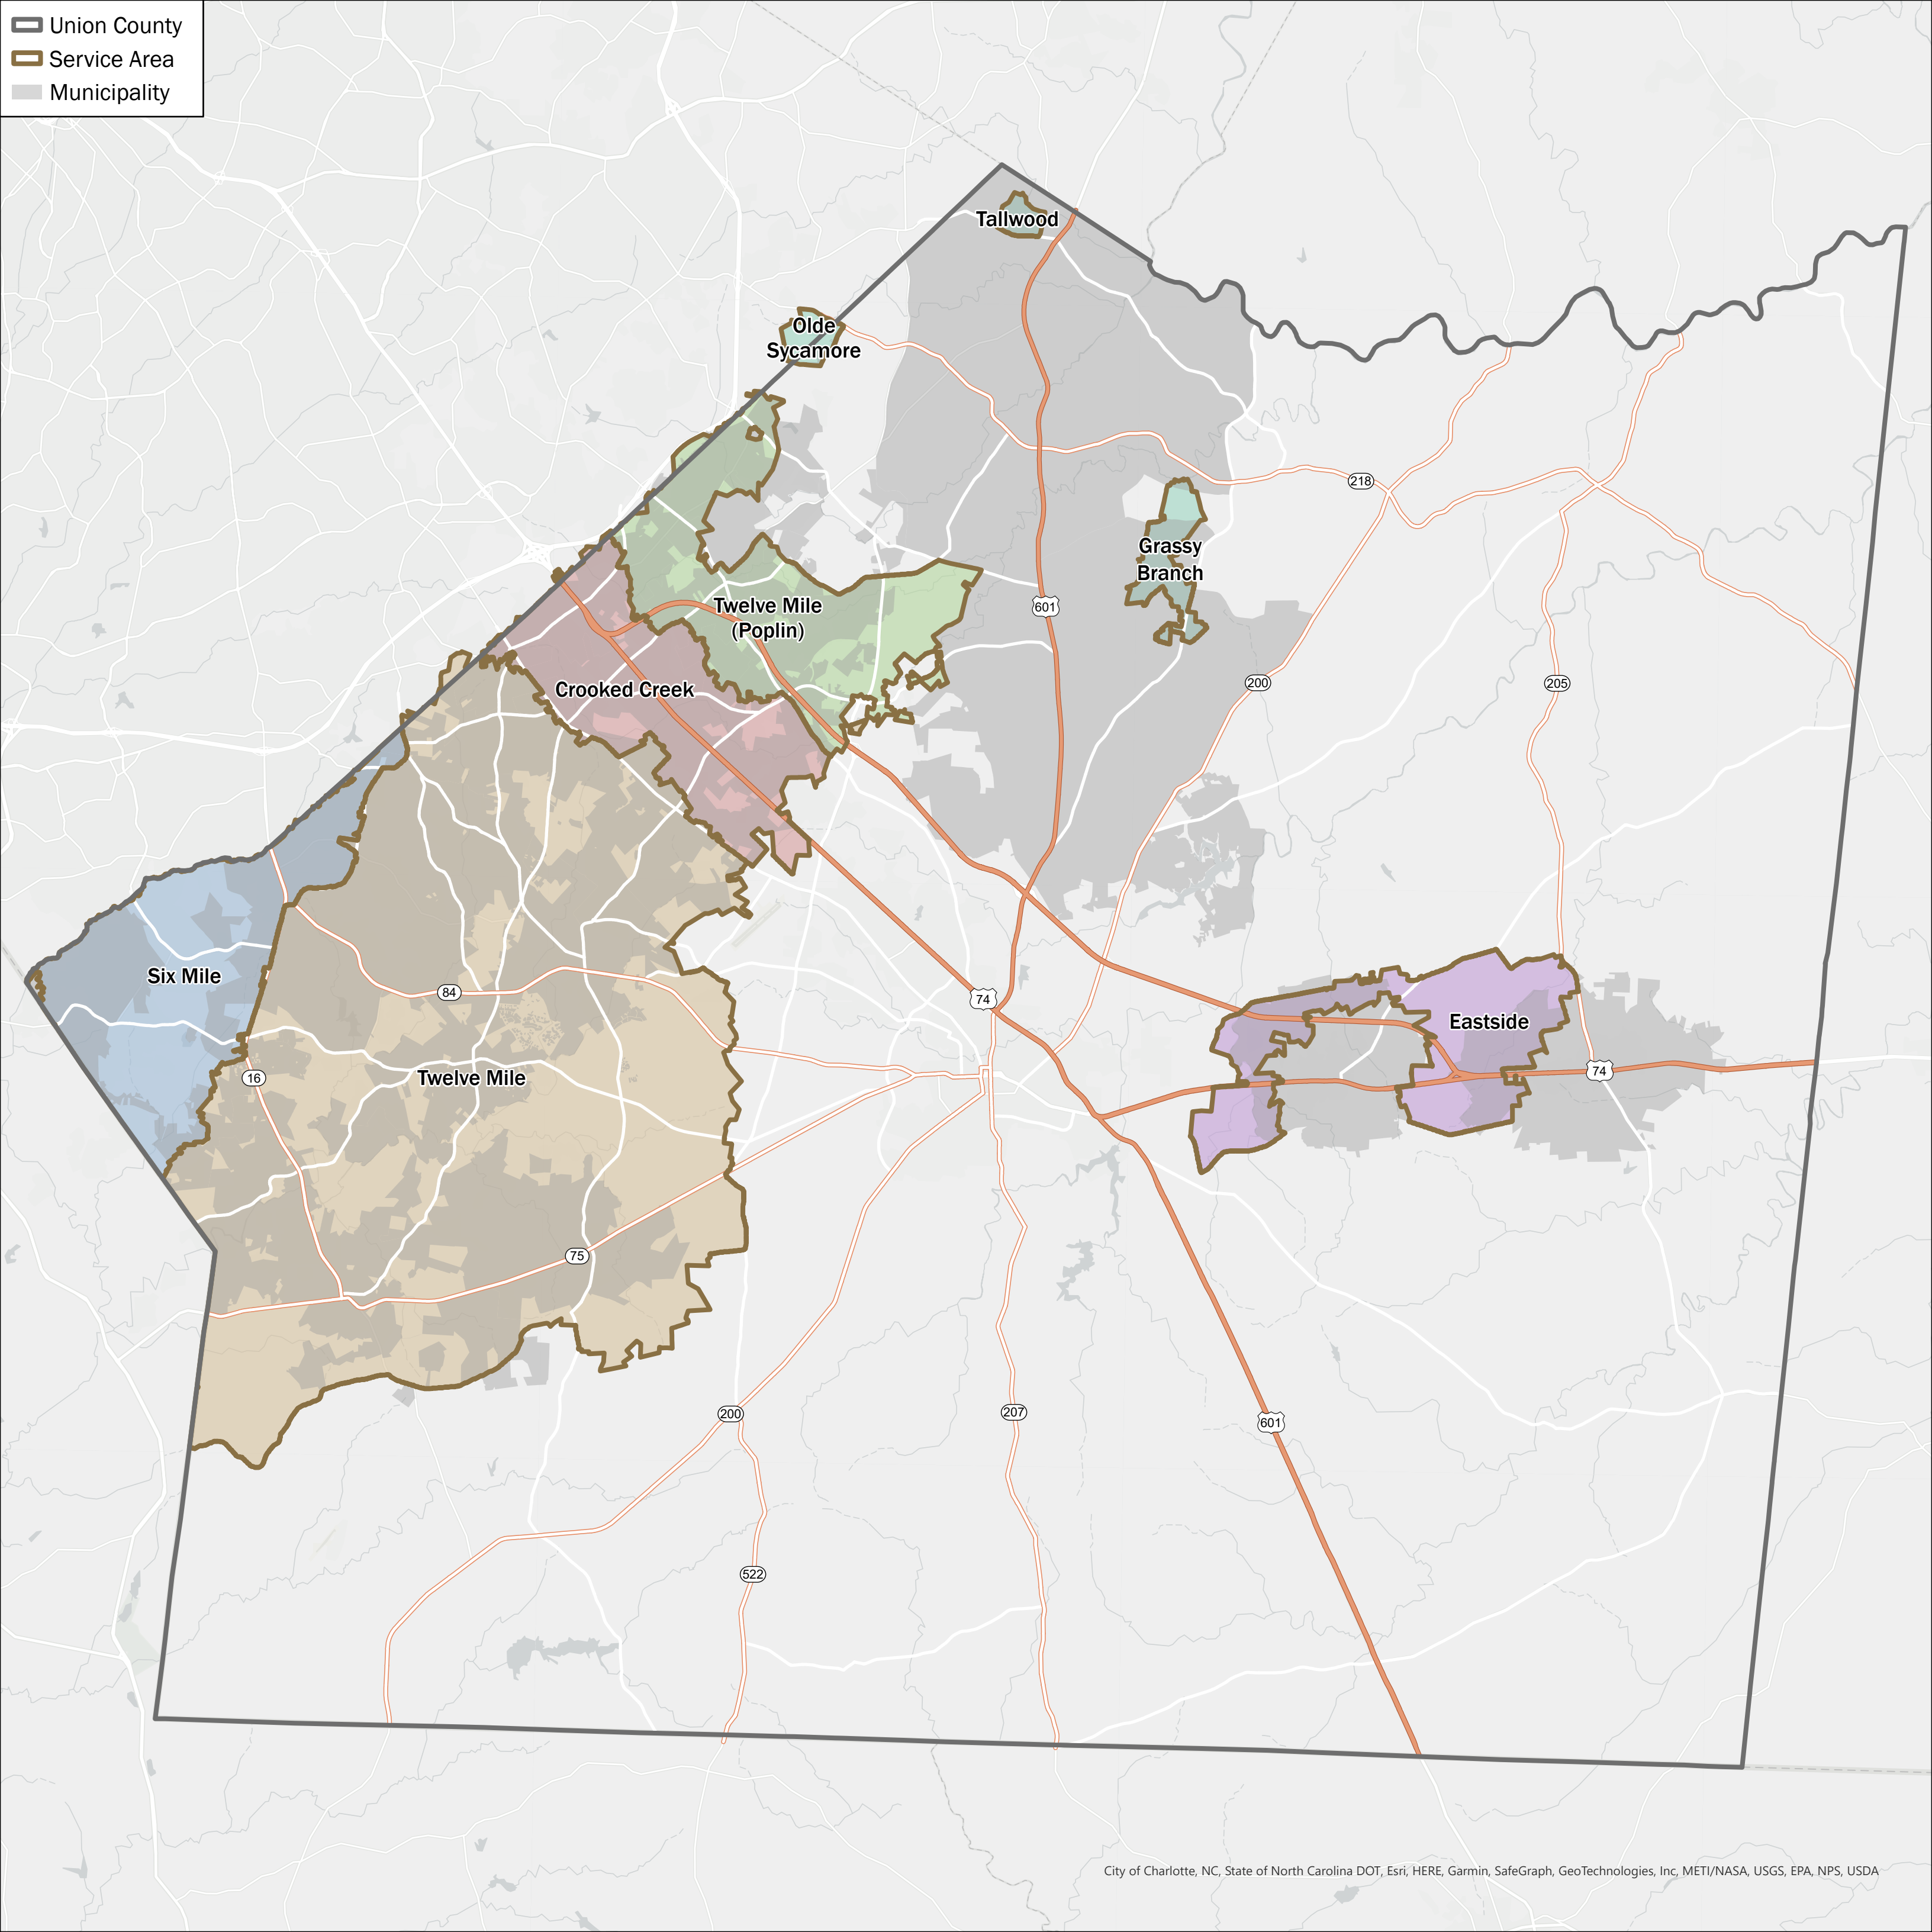 Union County
Service Area
Municipality
Tallwood
Olde
Sycamore
218
Grassy
Branch
Twelve Mile
(Poplin)
601
200
205
Crooked Creek
Six Mile
84
74
Eastside
74
16
Twelve Mile
75
200
207
601
522
City of Charlotte, NC, State of North Carolina DOT, Esri, HERE, Garmin, SafeGraph, GeoTechnologies, Inc, METI/NASA, USGS, EPA, NPS, USDA